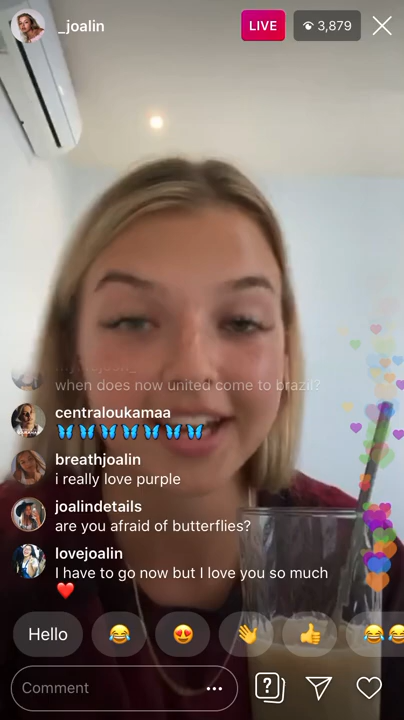 _joalin
LIVE
3,879
when does now united come to brazil?
centraloukamaa
🦋🦋🦋🦋🦋🦋🦋
breathjoalin
i really love purple
joalindetails
are you afraid of butterflies?
lovejoalin
I have to go now but I love you so much
❤️
Hello 😂 😍 👋 👍 😂😂
Comment